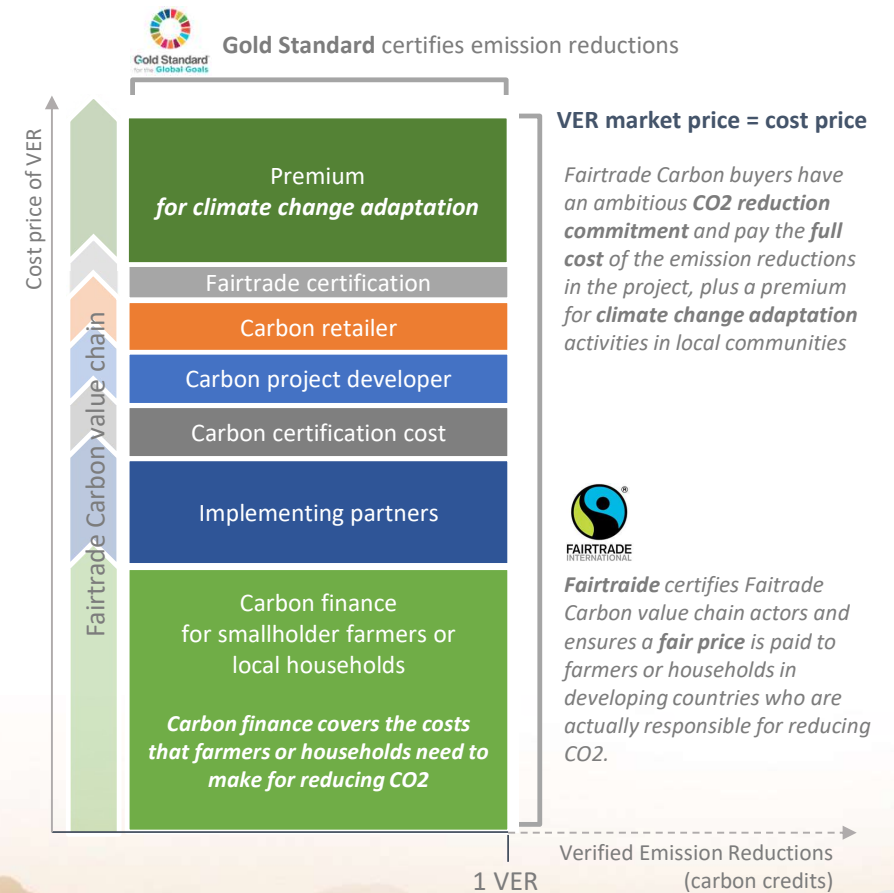 Gold Standard
for the Global Goals
Gold Standard certifies emission reductions
Cost price of VER
Fairtrade Carbon value chain
Premium
for climate change adaptation
Fairtrade certification
Carbon retailer
Carbon project developer
Carbon certification cost
Implementing partners
Carbon finance
for smallholder farmers or
local households
Carbon finance covers the costs
that farmers or households need to
make for reducing CO2
VER market price = cost price
Fairtrade Carbon buyers have
an ambitious CO2 reduction
commitment and pay the full
cost of the emission reductions
in the project, plus a premium
for climate change adaptation
activities in local communities
®
FAIRTRADE
INTERNATIONAL
Fairtraide certifies Faitrade
Carbon value chain actors and
ensures a fair price is paid to
farmers or households in
developing countries who are
actually responsible for reducing
CO2.
1 VER
Verified Emission Reductions
(carbon credits)